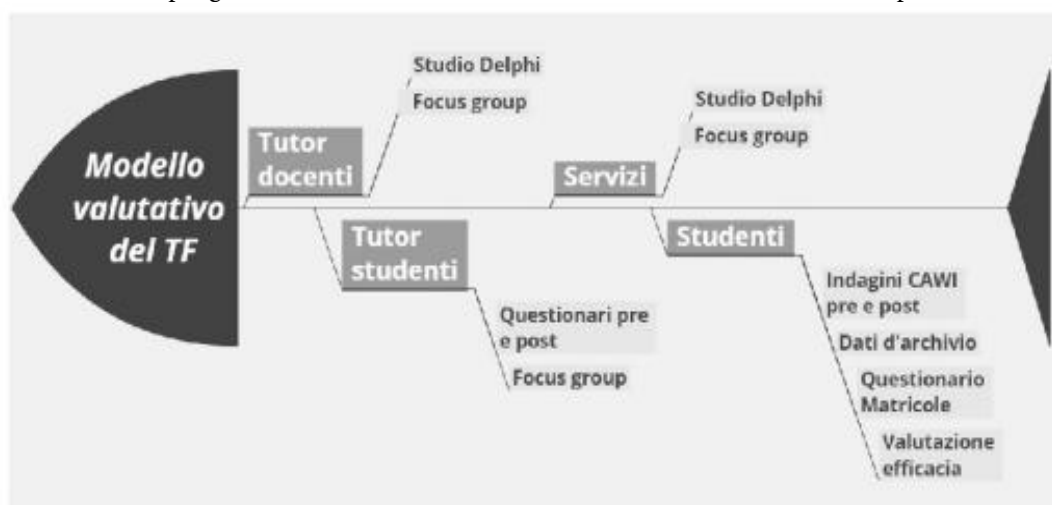 Modello
valutativo
del TF
Tutor
docenti
Studio Delphi
Focus group
Tutor
studenti
Questionari pre
e post
Focus group
Servizi
Studio Delphi
Focus group
Studenti
Indagini CAWI
pre e post
Dati d'archivio
Questionario
Matricole
Valutazione
efficacia